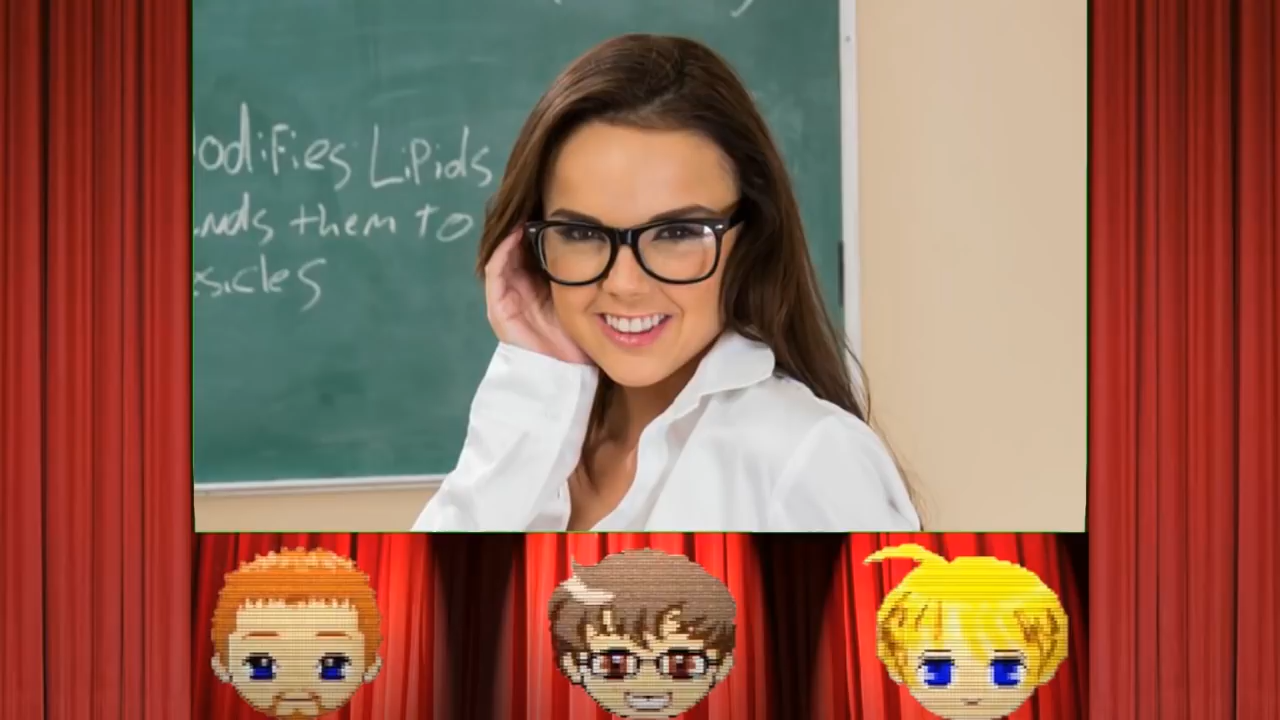 odifies Lipids
nds them to
sicles